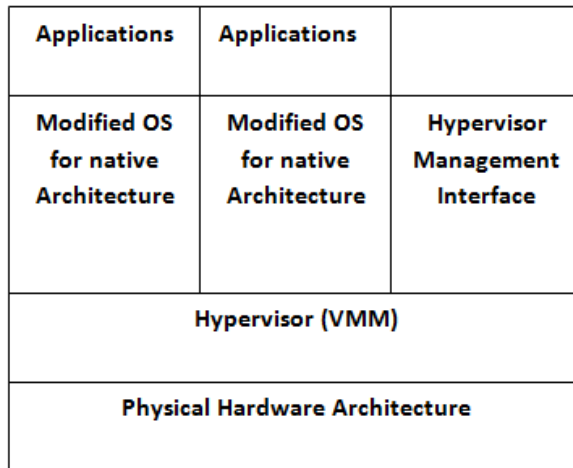 Applications
Applications
Modified OS
for native
Architecture
Modified OS
for native
Architecture
Hypervisor
Management
Interface
Hypervisor (VMM)
Physical Hardware Architecture